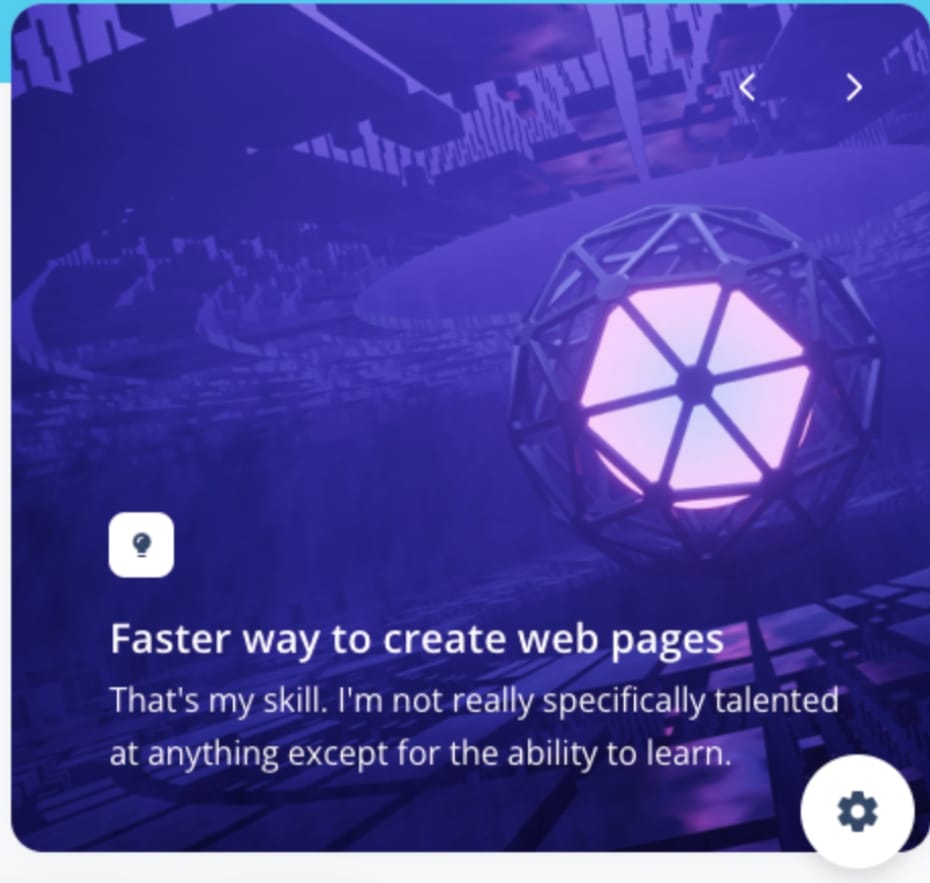 Faster way to create web pages
That's my skill. I'm not really specifically talented
at anything except for the ability to learn.